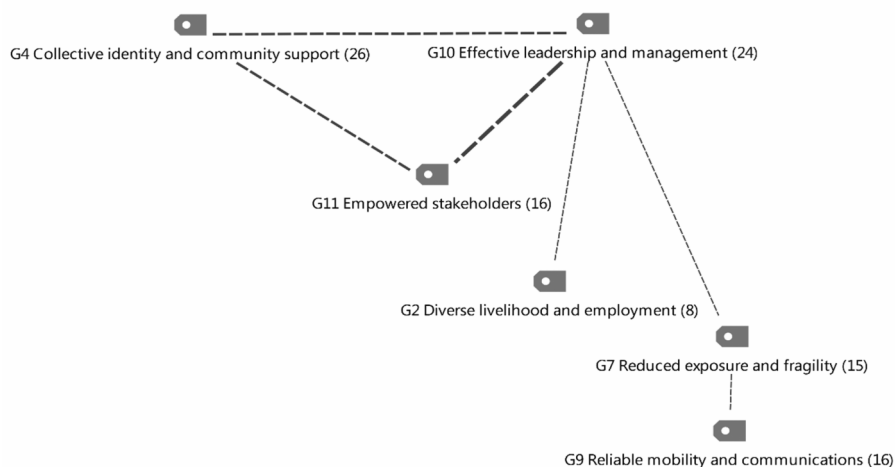 G4 Collective identity and community support (26)
G10 Effective leadership and management (24)
G11 Empowered stakeholders (16)
G2 Diverse livelihood and employment (8)
G7 Reduced exposure and fragility (15)
G9 Reliable mobility and communications (16)